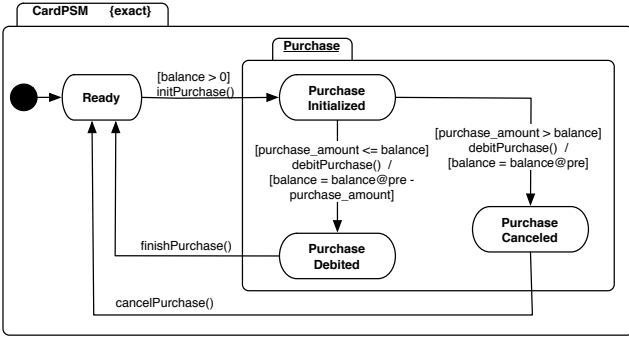 CardPSM {exact}
Purchase
[balance > 0]
initPurchase()
Ready
Purchase
Initialized
[purchase_amount <= balance]
debitPurchase() /
[balance = balance@pre -
purchase_amount]
[purchase_amount > balance]
debitPurchase() /
[balance = balance@pre]
Purchase
Canceled
finishPurchase()
Purchase
Debited
cancelPurchase()